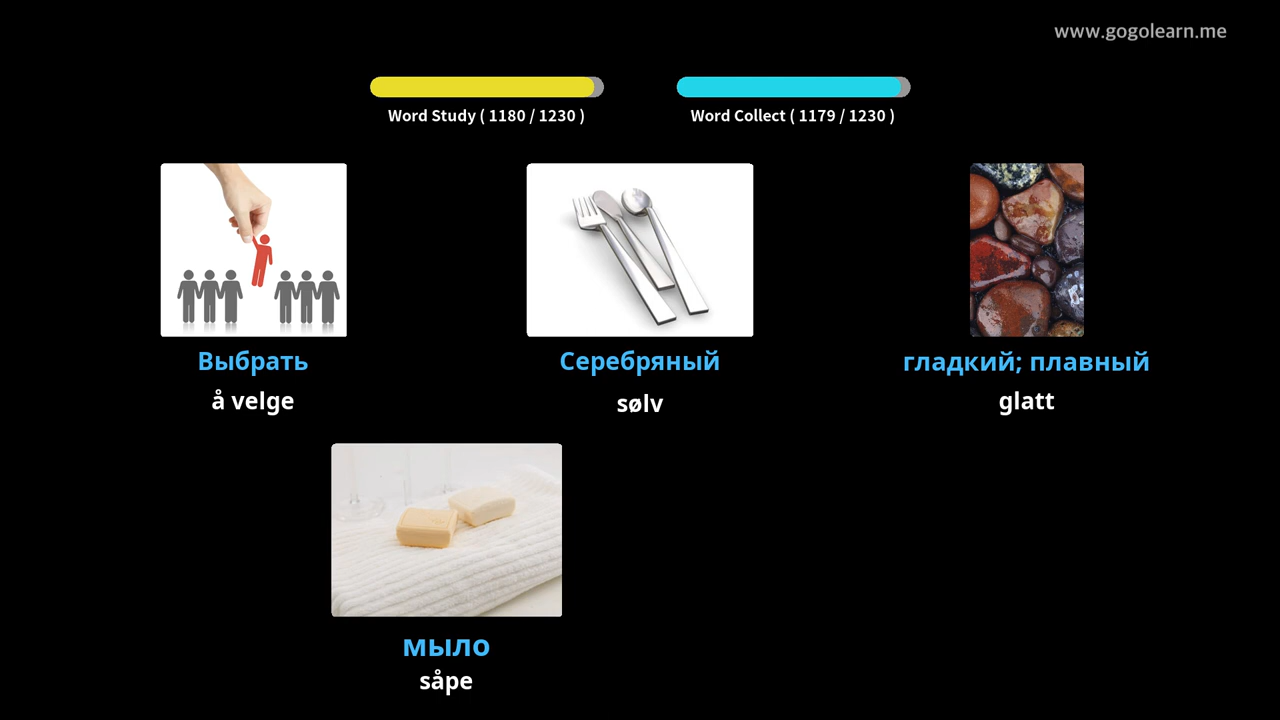 www.gogolearn.me
Word Study ( 1180 / 1230 )
Word Collect ( 1179 / 1230 )
Выбрать
å velge
Серебряный
sølv
гладкий; плавный
glatt
мыло
såpe